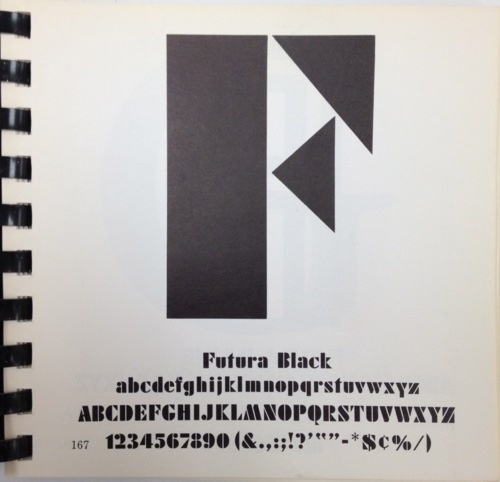 F
Futura Black
abcdefghijklmnopqrstuvwxyz
ABCDEFGHIJKLMNOPQRSTUVWXYZ
167 1234567890(&.,:;!?'“”-*$¢%/)